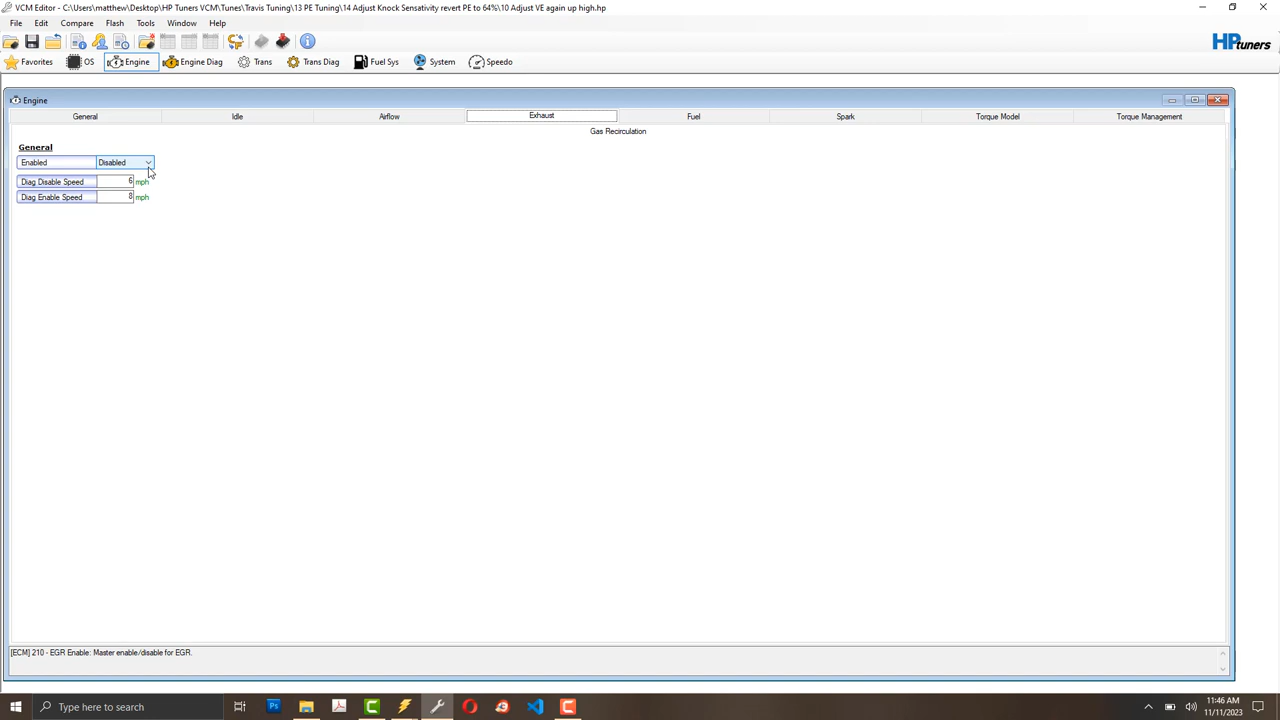 VCM Editor - C:\Users\matthew\Desktop\HP Tuners VCM\Tunes\Travis Tuning\13 PE Tuning\14 Adjust Knock Sensativity revert PE to 64%\10 Adjust VE again up high.hp
File Edit Compare Flash Tools Window Help
HPtuners
Favorites OS Engine Engine Diag Trans Trans Diag Fuel Sys System Speedo
Engine
General Idle Airflow Exhaust Fuel Spark Torque Model Torque Management
Gas Recirculation
General
Enabled Disabled
Diag Disable Speed 6 mph
Diag Enable Speed 8 mph
[ECM] 210 - EGR Enable: Master enable/disable for EGR.
Type here to search
Ps
11:46 AM
11/11/2023